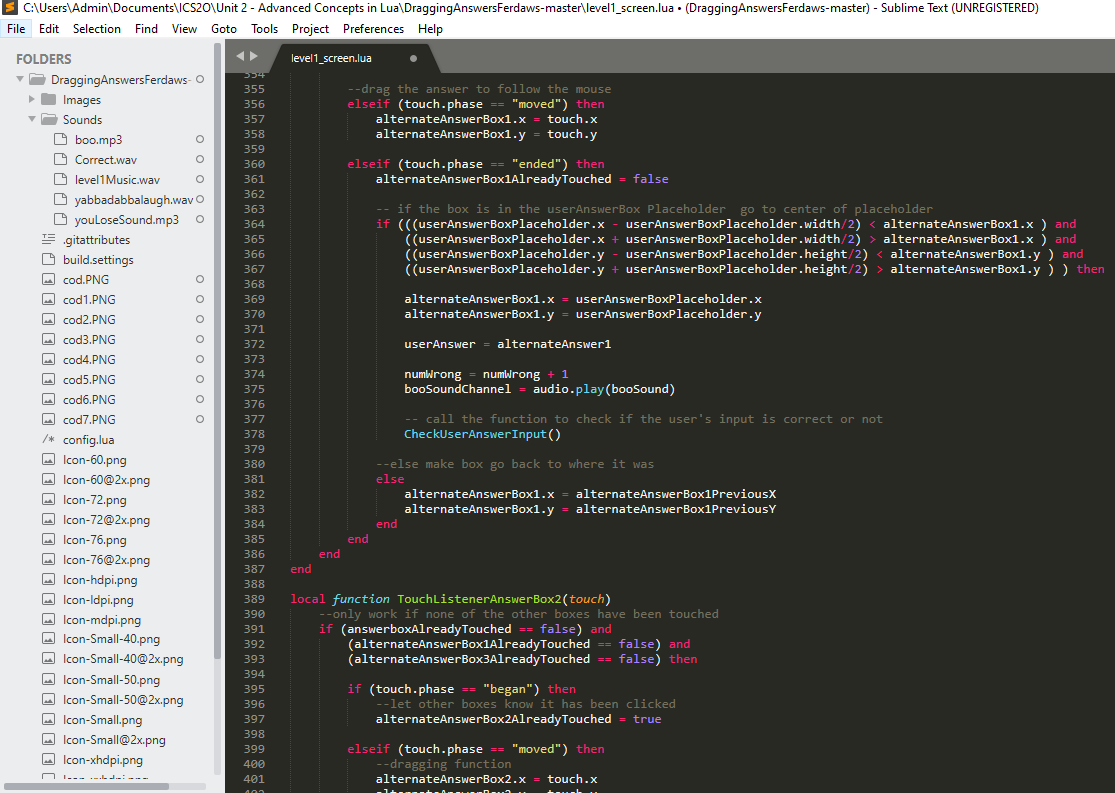 C:\Users\Admin\Documents\ICS2O\Unit 2 - Advanced Concepts in Lua\DraggingAnswersFerdaws-master\level1_screen.lua • (DraggingAnswersFerdaws-master) - Sublime Text (UNREGISTERED)
File Edit Selection Find View Goto Tools Project Preferences Help
FOLDERS
DraggingAnswersFerdaws-
Images
Sounds
boo.mp3
Correct.wav
level1Music.wav
yabbadabbalaugh.wav
youLoseSound.mp3
.gitattributes
build.settings
cod.PNG
cod1.PNG
cod2.PNG
cod3.PNG
cod4.PNG
cod5.PNG
cod6.PNG
cod7.PNG
/* config.lua
Icon-60.png
Icon-60@2x.png
Icon-72.png
Icon-72@2x.png
Icon-76.png
Icon-76@2x.png
Icon-hdpi.png
Icon-ldpi.png
Icon-mdpi.png
Icon-Small-40.png
Icon-Small-40@2x.png
Icon-Small-50.png
Icon-Small-50@2x.png
Icon-Small.png
Icon-Small@2x.png
Icon-xhdpi.png
Icon-xxhdpi.png
level1_screen.lua
354
355 --drag the answer to follow the mouse
356 elseif (touch.phase == "moved") then
357 alternateAnswerBox1.x = touch.x
358 alternateAnswerBox1.y = touch.y
359
360 elseif (touch.phase == "ended") then
361 alternateAnswerBox1AlreadyTouched = false
362
363 -- if the box is in the userAnswerBox Placeholder  go to center of placeholder
364 if (((userAnswerBoxPlaceholder.x - userAnswerBoxPlaceholder.width/2) < alternateAnswerBox1.x ) and
365 ((userAnswerBoxPlaceholder.x + userAnswerBoxPlaceholder.width/2) > alternateAnswerBox1.x ) and
366 ((userAnswerBoxPlaceholder.y - userAnswerBoxPlaceholder.height/2) < alternateAnswerBox1.y ) and
367 ((userAnswerBoxPlaceholder.y + userAnswerBoxPlaceholder.height/2) > alternateAnswerBox1.y ) ) then
368
369 alternateAnswerBox1.x = userAnswerBoxPlaceholder.x
370 alternateAnswerBox1.y = userAnswerBoxPlaceholder.y
371
372 userAnswer = alternateAnswer1
373
374 numWrong = numWrong + 1
375 booSoundChannel = audio.play(booSound)
376
377 -- call the function to check if the user's input is correct or not
378 CheckUserAnswerInput()
379
380 --else make box go back to where it was
381 else
382 alternateAnswerBox1.x = alternateAnswerBox1PreviousX
383 alternateAnswerBox1.y = alternateAnswerBox1PreviousY
384 end
385 end
386 end
387 end
388
389 local function TouchListenerAnswerBox2(touch)
390 --only work if none of the other boxes have been touched
391 if (answerboxAlreadyTouched == false) and
392 (alternateAnswerBox1AlreadyTouched == false) and
393 (alternateAnswerBox3AlreadyTouched == false) then
394
395 if (touch.phase == "began") then
396 --let other boxes know it has been clicked
397 alternateAnswerBox2AlreadyTouched = true
398
399 elseif (touch.phase == "moved") then
400 --dragging function
401 alternateAnswerBox2.x = touch.x